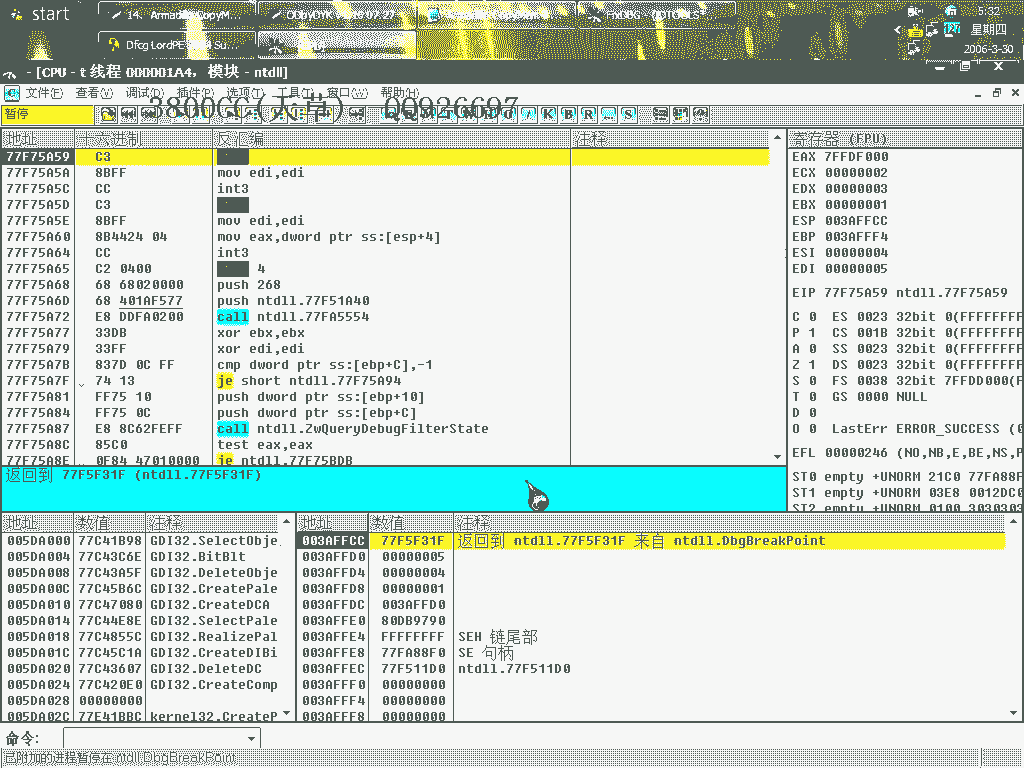 start
14. ArmadilloCopyM...
5:32
127
星期四
Dfcg LordPE
2006-3-30
- [CPU - t 线程 000001A4, 模块 - ntdll]
文件(F) 查看(V) 调试(D) 插件(P) 选项(T) 工具(T) 窗口(W) 帮助(H)
3800CC(天草) 00926697
暂停
K B R ... S
地址 十六进制 反汇编 注释
77F75A59 C3
77F75A5A 8BFF mov edi,edi
77F75A5C CC int3
77F75A5D C3
77F75A5E 8BFF mov edi,edi
77F75A60 8B4424 04 mov eax,dword ptr ss:[esp+4]
77F75A64 CC int3
77F75A65 C2 0400 4
77F75A68 68 68020000 push 268
77F75A6D 68 401AF577 push ntdll.77F51A40
77F75A72 E8 DDFA0200 call ntdll.77FA5554
77F75A77 33DB xor ebx,ebx
77F75A79 33FF xor edi,edi
77F75A7B 837D 0C FF cmp dword ptr ss:[ebp+C],-1
77F75A7F 74 13 je short ntdll.77F75A94
77F75A81 FF75 10 push dword ptr ss:[ebp+10]
77F75A84 FF75 0C push dword ptr ss:[ebp+C]
77F75A87 E8 8C62FEFF call ntdll.ZwQueryDebugFilterState
77F75A8C 85C0 test eax,eax
77F75A8E 0F84 47010000 je ntdll.77F75BDB
寄存器 (FPU)
EAX 7FFDF000
ECX 00000002
EDX 00000003
EBX 00000001
ESP 003AFFCC
EBP 003AFFF4
ESI 00000004
EDI 00000005
EIP 77F75A59 ntdll.77F75A59
C 0 ES 0023 32bit 0(FFFFFFFF
P 1 CS 001B 32bit 0(FFFFFFFF
A 0 SS 0023 32bit 0(FFFFFFFF
Z 1 DS 0023 32bit 0(FFFFFFFF
S 0 FS 0038 32bit 7FFDD000(F
T 0 GS 0000 NULL
D 0
O 0 LastErr ERROR_SUCCESS (0
EFL 00000246 (NO,NB,E,BE,NS,P
ST0 empty +UNORM 21C0 77FA88F
ST1 empty +UNORM 03E8 0012DC0
ST2 empty +UNORM 0100 3030303
返回到 77F5F31F (ntdll.77F5F31F)
地址 数值 注释
005DA000 77C41B98 GDI32.SelectObje
005DA004 77C43C6E GDI32.BitBlt
005DA008 77C43A5F GDI32.DeleteObje
005DA00C 77C45B6C GDI32.CreatePale
005DA010 77C47080 GDI32.CreateDCA
005DA014 77C44E8E GDI32.SelectPale
005DA018 77C4855C GDI32.RealizePal
005DA01C 77C45C1A GDI32.CreateDIBi
005DA020 77C43607 GDI32.DeleteDC
005DA024 77C420E0 GDI32.CreateComp
005DA028 00000000
005DA02C 77E41BBC kernel32.CreateP
地址 数值 注释
003AFFCC 77F5F31F 返回到 ntdll.77F5F31F 来自 ntdll.DbgBreakPoint
003AFFD0 00000005
003AFFD4 00000004
003AFFD8 00000001
003AFFDC 003AFFD0
003AFFE0 80DB9790
003AFFE4 FFFFFFFF SEH 链尾部
003AFFE8 77FA88F0 SE 句柄
003AFFEC 77F511D0 ntdll.77F511D0
003AFFF0 00000000
003AFFF4 00000000
003AFFF8 00000000
命令:
已附加的进程暂停在 ntdll.DbgBreakPoint